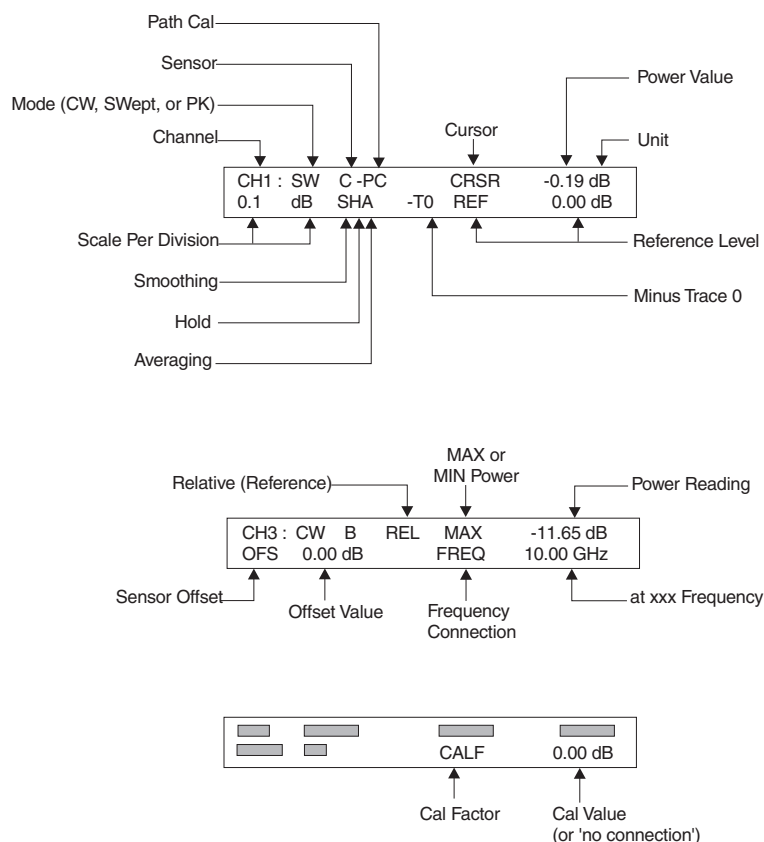 Path Cal
Sensor
Mode (CW, SWept, or PK)
Channel
Cursor
Power Value
Unit
CH1 : SW C -PC CRSR -0.19 dB
0.1 dB SHA -T0 REF 0.00 dB
Scale Per Division
Reference Level
Smoothing
Minus Trace 0
Hold
Averaging
MAX or
MIN Power
Relative (Reference)
Power Reading
CH3 : CW B REL MAX -11.65 dB
OFS 0.00 dB FREQ 10.00 GHz
Sensor Offset
Offset Value
Frequency
Connection
at xxx Frequency
CALF 0.00 dB
Cal Factor
Cal Value
(or 'no connection')